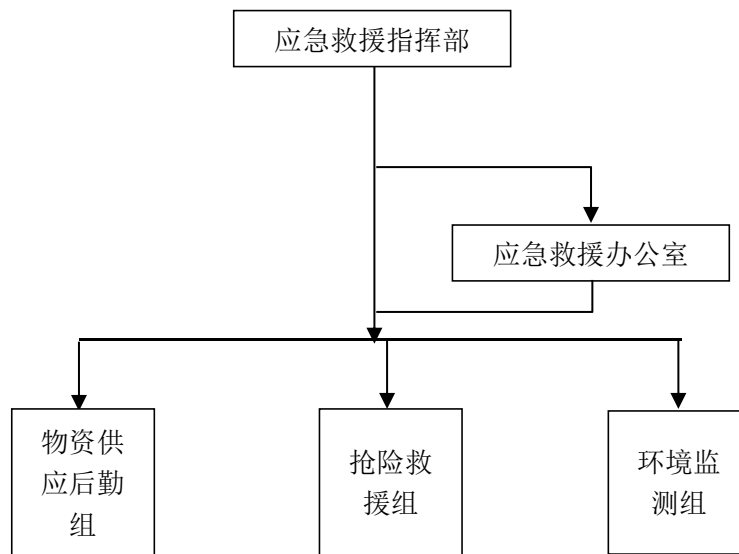 应急救援指挥部
应急救援办公室
物资供
应后勤
组
抢险救
援组
环境监
测组